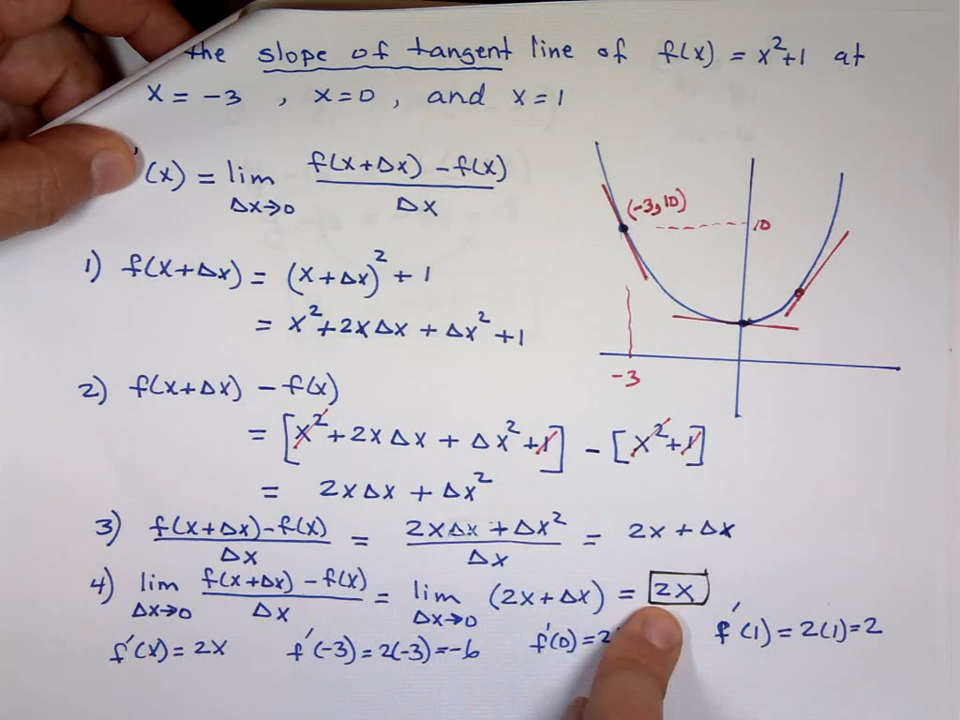 the slope of tangent line of f(x) = x²+1 at
x = -3 , x=0 , and x=1
'(x) = lim Δx→0 f(x+Δx) - f(x) / Δx
(-3,10)
10
-3
1) f(x+Δx) = (x+Δx)² + 1
= x²+2xΔx + Δx² +1
2) f(x+Δx) - f(x)
= [x²+2xΔx + Δx² +1] - [x²+1]
= 2xΔx + Δx²
3) f(x+Δx)-f(x) / Δx = 2xΔx + Δx² / Δx = 2x + Δx
4) lim Δx→0 f(x+Δx) - f(x) / Δx = lim Δx→0 (2x+Δx) = 2x
f'(x) = 2x f'(-3) = 2(-3) = -6 f'(0) = 2 f'(1) = 2(1) = 2